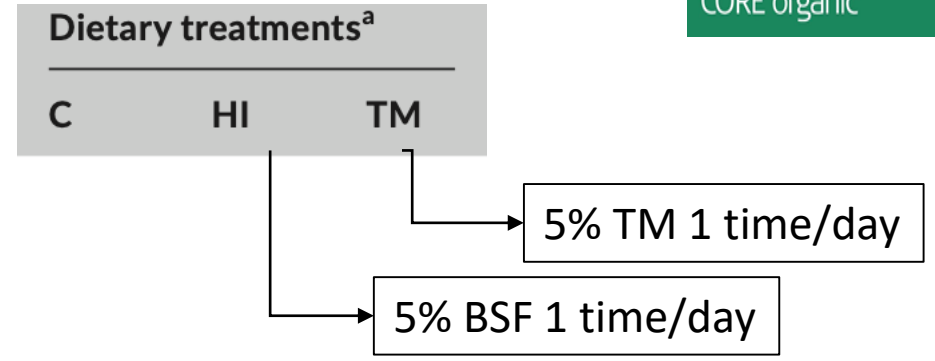 CORE organic
Dietary treatmentsᵃ
C HI TM
5% TM 1 time/day
5% BSF 1 time/day